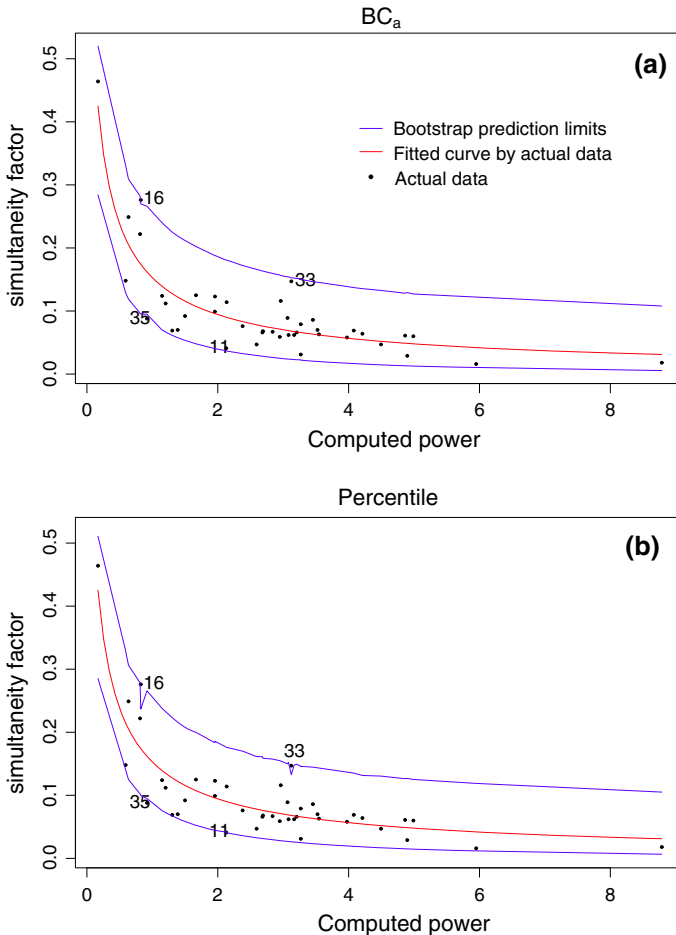 BCa
(a)
Bootstrap prediction limits
Fitted curve by actual data
Actual data
16
33
35
11
0.5
0.4
0.3
0.2
0.1
0.0
simultaneity factor
0 2 4 6 8
Computed power
Percentile
(b)
16
33
35
11
0.5
0.4
0.3
0.2
0.1
0.0
simultaneity factor
0 2 4 6 8
Computed power